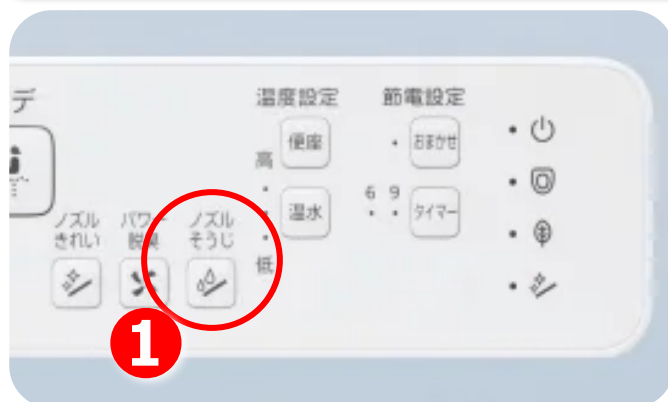 デ
温度設定
節電設定
便座
おまかせ
高
温水
6 9
タイマー
低
ノズル
きれい
パワー
脱臭
ノズル
そうじ
1